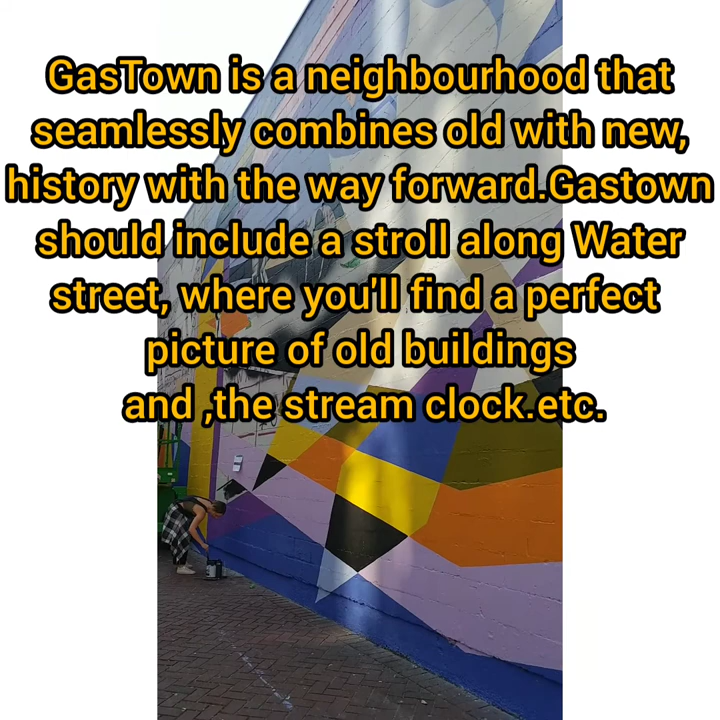 GasTown is a neighbourhood that
seamlessly combines old with new,
history with the way forward.Gastown
should include a stroll along Water
street, where you'll find a perfect
picture of old buildings
and ,the stream clock.etc.